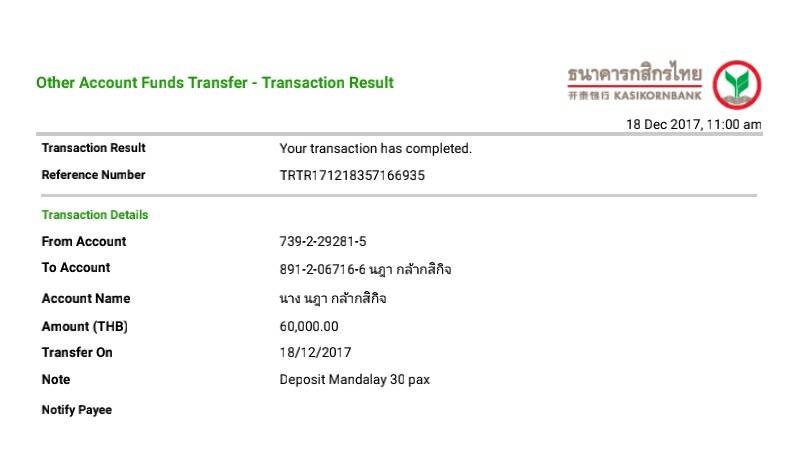 ธนาคารกสิกรไทย
开泰银行 KASIKORNBANK
Other Account Funds Transfer - Transaction Result
18 Dec 2017, 11:00 am
Transaction Result Your transaction has completed.
Reference Number TRTR171218357166935
Transaction Details
From Account 739-2-29281-5
To Account 891-2-06716-6 นฎา กล้ากสิกิจ
Account Name นาง นฎา กล้ากสิกิจ
Amount (THB) 60,000.00
Transfer On 18/12/2017
Note Deposit Mandalay 30 pax
Notify Payee